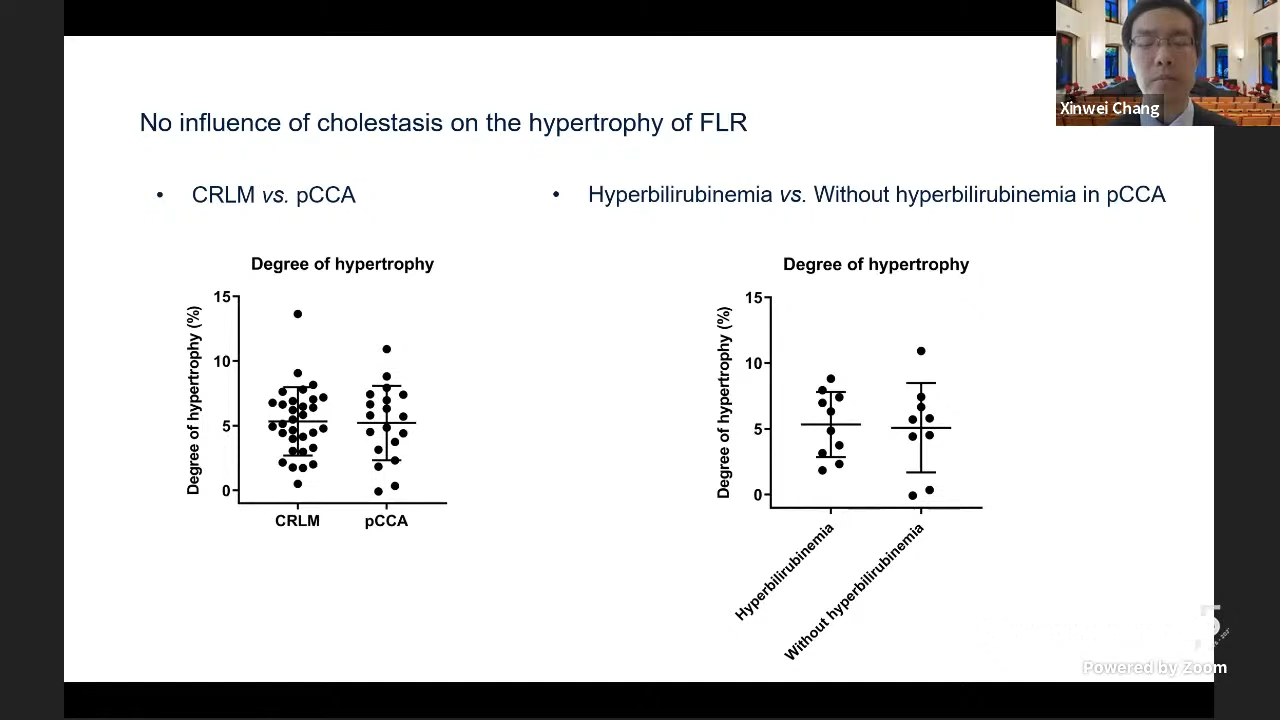 Xinwei Chang
No influence of cholestasis on the hypertrophy of FLR
• CRLM vs. pCCA
• Hyperbilirubinemia vs. Without hyperbilirubinemia in pCCA
Degree of hypertrophy
Degree of hypertrophy (%)
15
10
5
0
CRLM
pCCA
Degree of hypertrophy
Degree of hypertrophy (%)
15
10
5
0
Hyperbilirubinemia
Without hyperbilirubinemia
Powered by Zoom